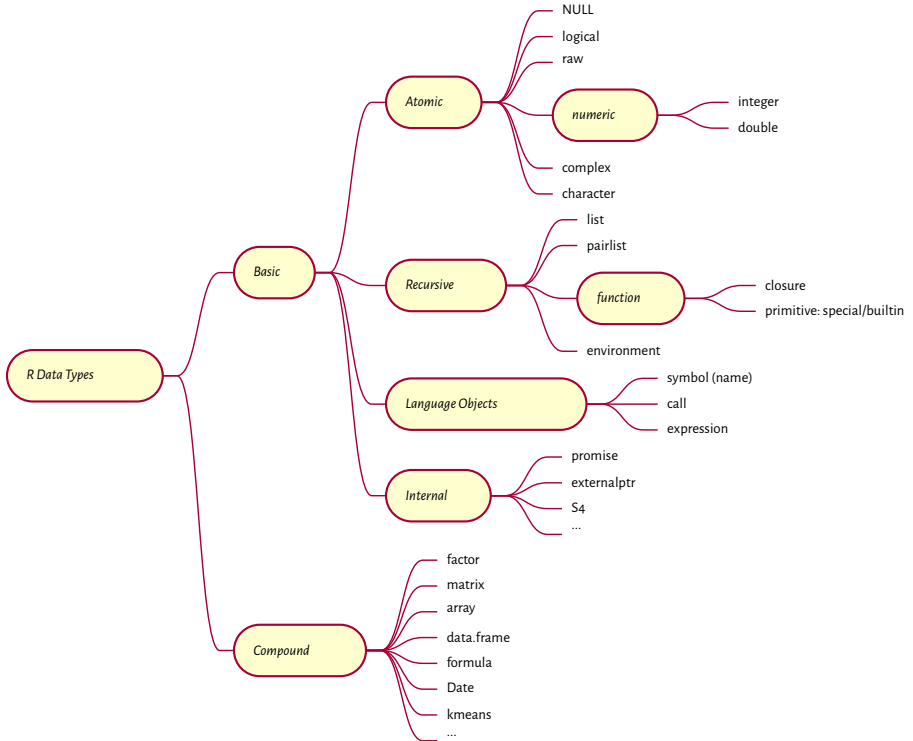 R Data Types
Basic
Atomic
NULL
logical
raw
numeric
integer
double
complex
character
Recursive
list
pairlist
function
closure
primitive: special/builtin
environment
Language Objects
symbol (name)
call
expression
Internal
promise
externalptr
S4
...
Compound
factor
matrix
array
data.frame
formula
Date
kmeans
...